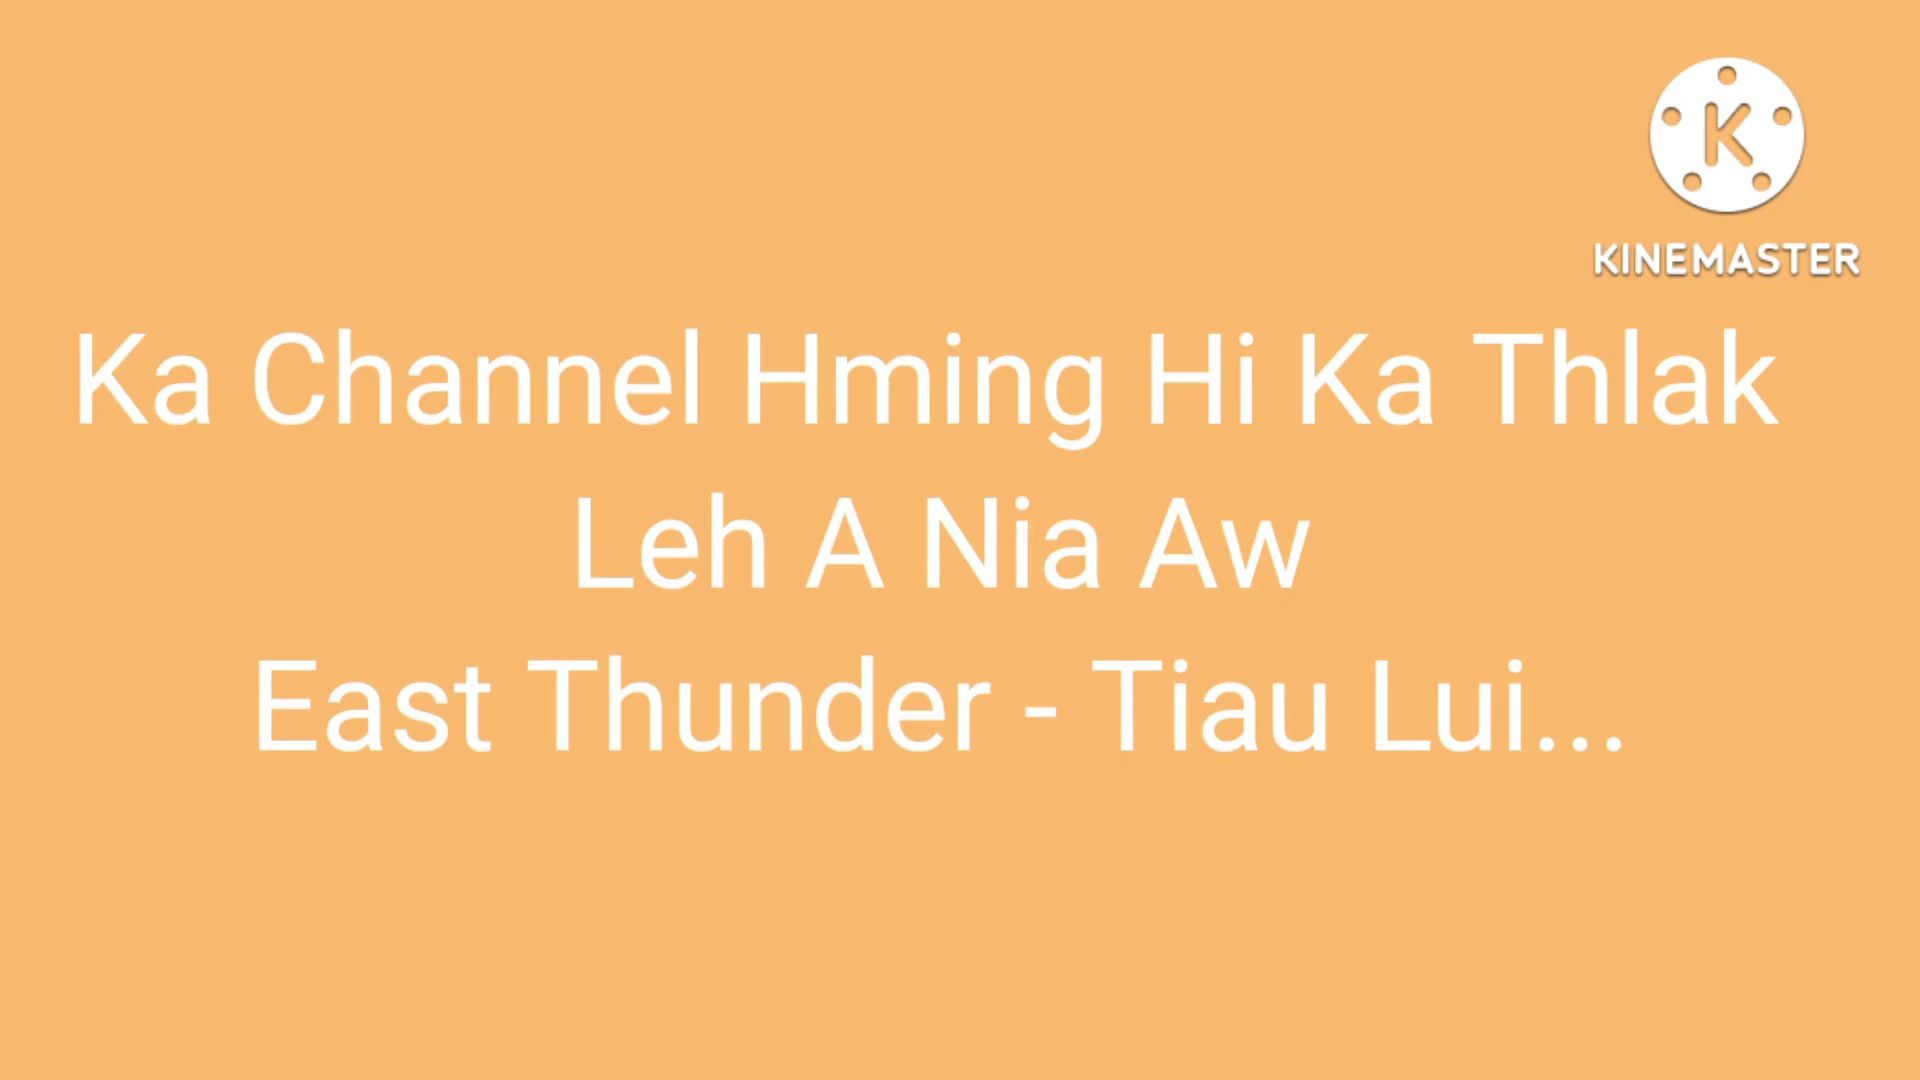 K
KINEMASTER
Ka Channel Hming Hi Ka Thlak
Leh A Nia Aw
East Thunder - Tiau Lui...